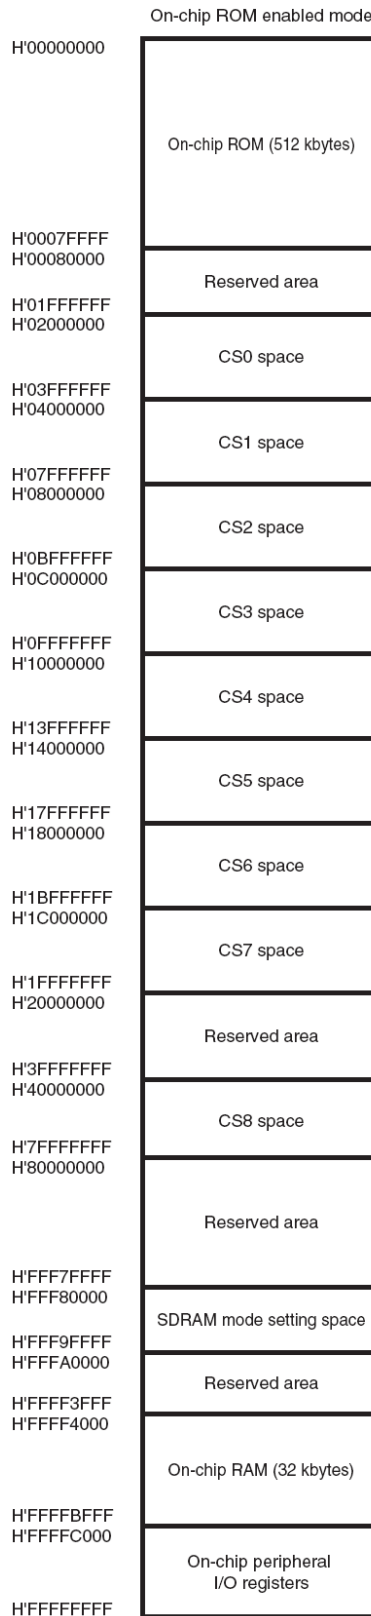 On-chip ROM enabled mode
H'00000000
On-chip ROM (512 kbytes)
H'0007FFFF
H'00080000
Reserved area
H'01FFFFFF
H'02000000
CS0 space
H'03FFFFFF
H'04000000
CS1 space
H'07FFFFFF
H'08000000
CS2 space
H'0BFFFFFF
H'0C000000
CS3 space
H'0FFFFFFF
H'10000000
CS4 space
H'13FFFFFF
H'14000000
CS5 space
H'17FFFFFF
H'18000000
CS6 space
H'1BFFFFFF
H'1C000000
CS7 space
H'1FFFFFFF
H'20000000
Reserved area
H'3FFFFFFF
H'40000000
CS8 space
H'7FFFFFFF
H'80000000
Reserved area
H'FFF7FFFF
H'FFF80000
SDRAM mode setting space
H'FFF9FFFF
H'FFFA0000
Reserved area
H'FFFF3FFF
H'FFFF4000
On-chip RAM (32 kbytes)
H'FFFFBFFF
H'FFFFC000
On-chip peripheral
I/O registers
H'FFFFFFFF